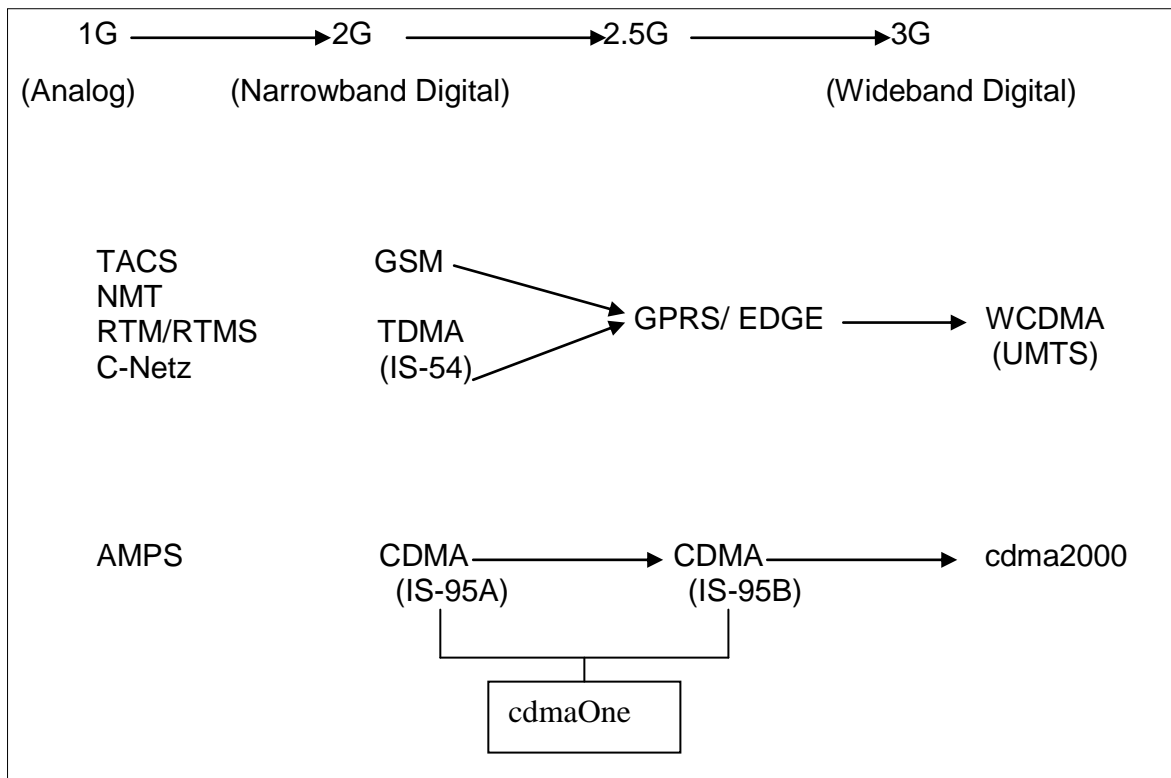 1G 2G 2.5G 3G
(Analog) (Narrowband Digital) (Wideband Digital)
TACS GSM
NMT
GPRS/ EDGE WCDMA
RTM/RTMS TDMA
(UMTS)
C-Netz (IS-54)
AMPS CDMA CDMA cdma2000
(IS-95A) (IS-95B)
cdmaOne